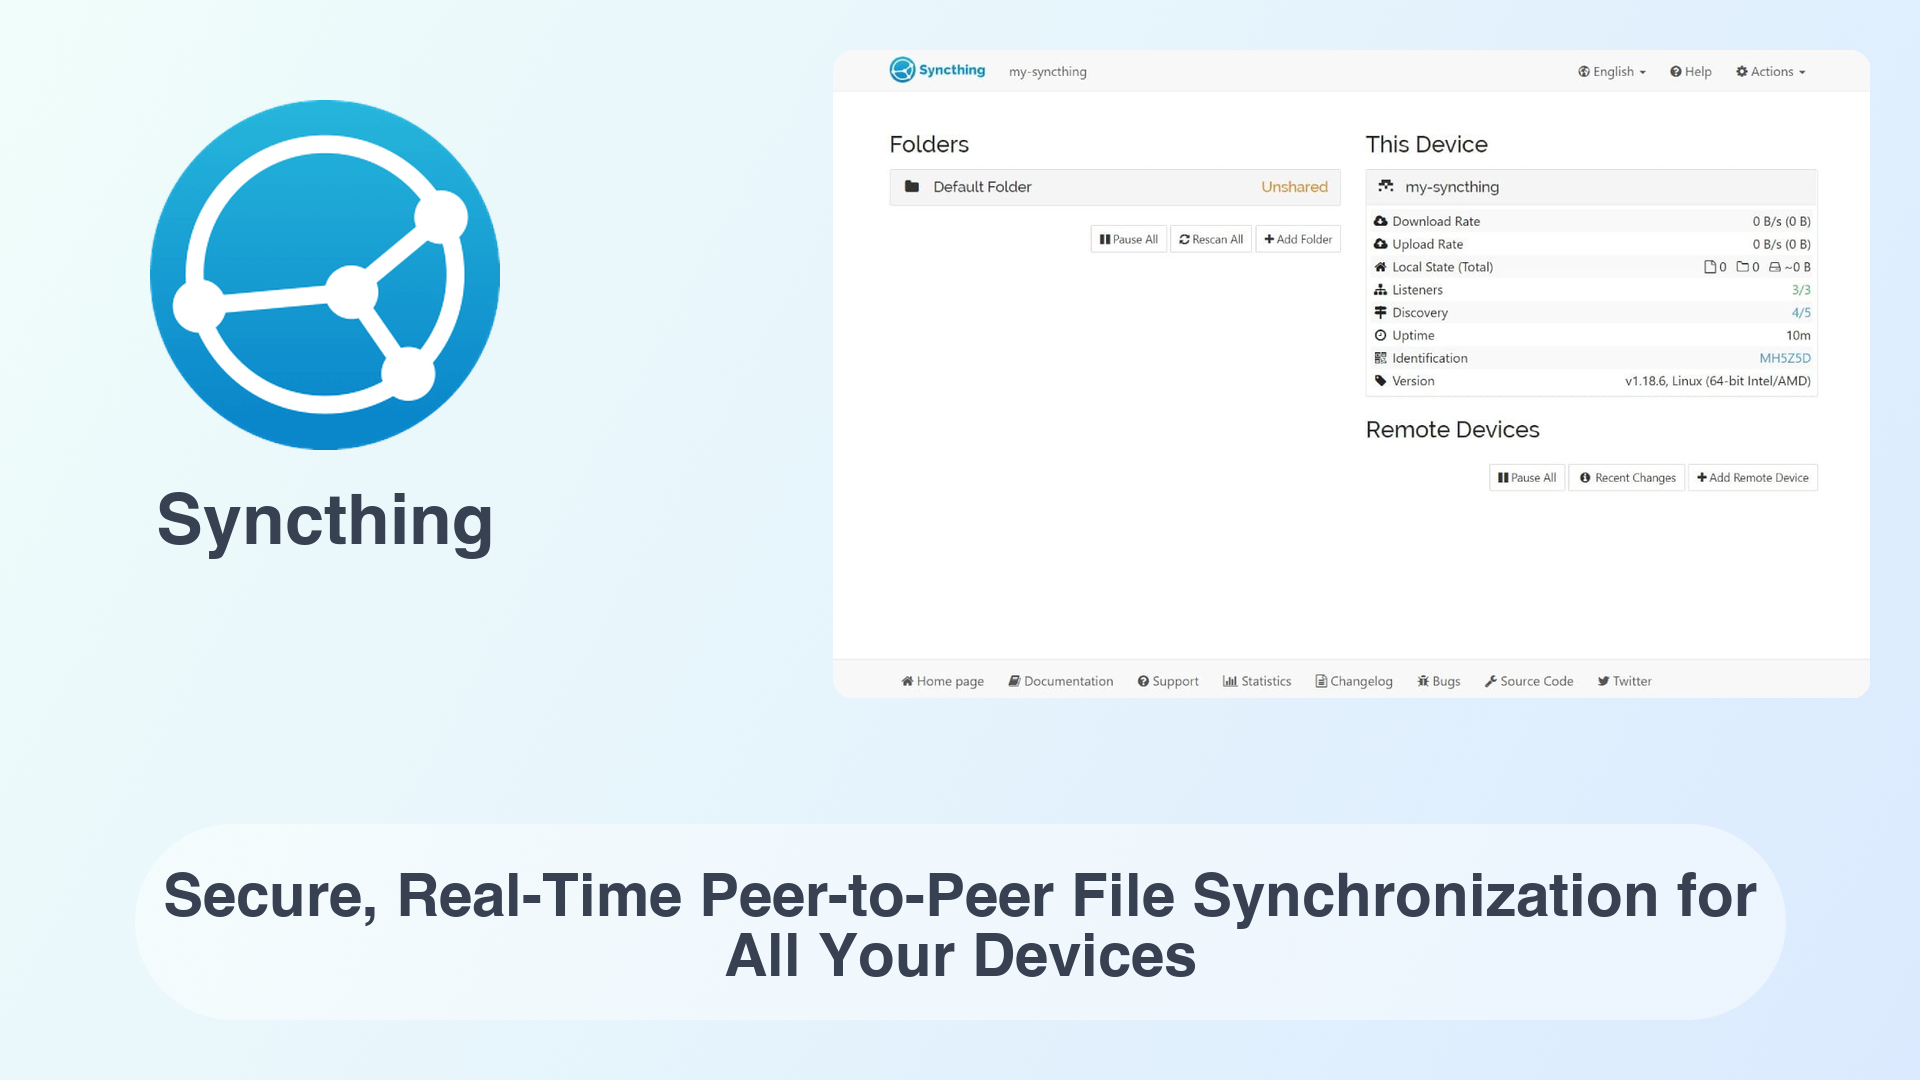 Syncthing
Syncthing my-syncthing English Help Actions
Folders
Default Folder Unshared
Pause All Rescan All Add Folder
This Device
my-syncthing
Download Rate 0 B/s (0 B)
Upload Rate 0 B/s (0 B)
Local State (Total) 0 0 ~0 B
Listeners 3/3
Discovery 4/5
Uptime 10m
Identification MH5Z5D
Version v1.18.6, Linux (64-bit Intel/AMD)
Remote Devices
Pause All Recent Changes Add Remote Device
Home page Documentation Support Statistics Changelog Bugs Source Code Twitter
Secure, Real-Time Peer-to-Peer File Synchronization for
All Your Devices